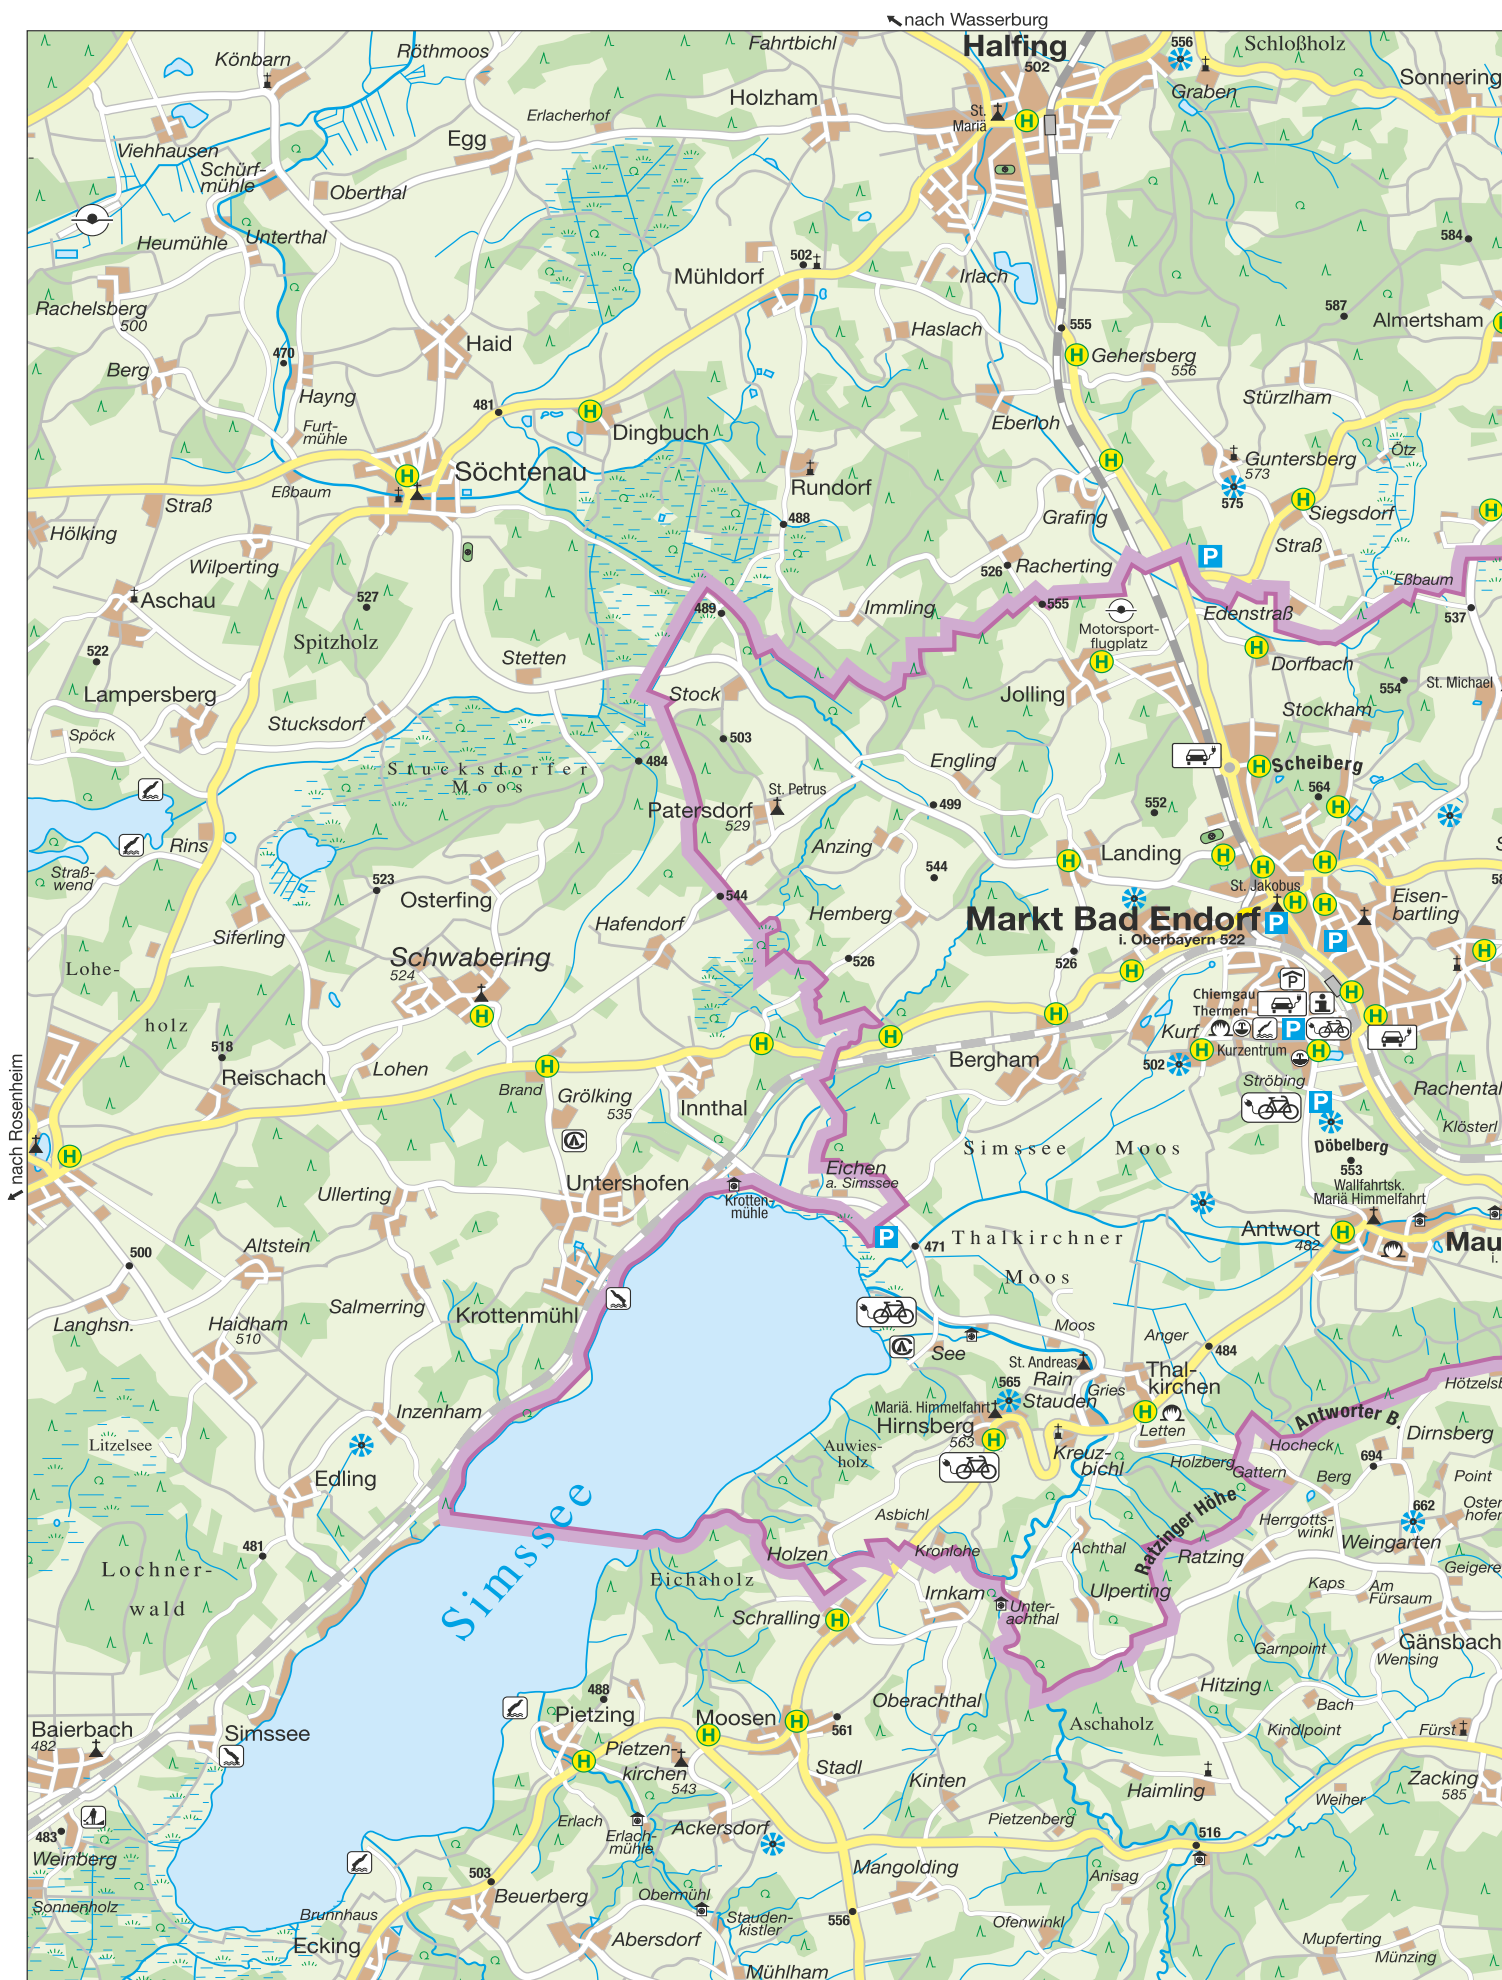 nach Wasserburg
Könbarn
Röthmoos
Fahrtbichl
Halfing
502
556
Schloßholz
Sonnering
Graben
Holzham
Erlacherhof
St.
Mariä
H
Viehhausen
Egg
Schürf-
mühle
Oberthal
Heumühle
Unterthal
584
502
Mühldorf
Irlach
Rachelsberg
500
587
Almertsham
H
555
Haslach
Haid
H
Gehersberg
556
470
Berg
Hayng
Stürzlham
481
H
Dingbuch
Eberloh
Furt-
mühle
Ötz
H
Guntersberg
573
Söchtenau
H
Rundorf
Eßbaum
575
H
Siegsdorf
H
Straß
488
Grafing
Hölking
Straß
Wilperting
526
Racherting
P
Eßbaum
Aschau
527
489
Immling
555
Edenstraß
537
Motorsport-
flugplatz
Spitzholz
H
522
Stetten
H
Dorfbach
Lampersberg
Stock
Jolling
554
St. Michael
Stucksdorf
Stockham
Spöck
503
Stucksdorfer
Moos
484
Engling
H
Scheiberg
St. Petrus
564
H
Patersdorf
529
499
552
Rins
Anzing
H
Landing
H
H
H
Straß-
wend
544
523
Osterfing
544
St. Jakobus
Eisen-
bartling
Hemberg
H
H
Siferling
Hafendorf
Markt Bad Endorf
i. Oberbayern 522
P
P
Schwabering
524
526
526
H
H
Lohe-
holz
P
Chiemgau
Thermen
H
H
H
H
H
Kurf
P
H
518
Reischach
Lohen
H
Bergham
502
H
Kurzentrum
H
Brand
Grölking
535
Innthal
Ströbing
P
Rachental
Klösterl
nach Rosenheim
H
Simssee Moos
Döbelberg
553
Wallfahrtsk.
Mariä Himmelfahrt
Ullerting
Untershofen
Eichen
a. Simssee
Krotten-
mühle
P
471
Thalkirchner
Moos
Antwort
482
H
Mau
i.
500
Altstein
Langhsn.
Salmerring
Krottenmühl
Haidham
510
Moos
Anger
484
See
St. Andreas
Rain
Thal-
kirchen
Hötzelsb
565
Stauden
Gries
Mariä. Himmelfahrt
Hirnsberg
563
H
H
Letten
Antworter B.
Inzenham
Litzelsee
Kreuz-
bichl
Hocheck
Dirnsberg
Auwies-
holz
Holzberg
Gattern
Berg
694
Point
Edling
Simssee
Ratzinger Höhe
Oster
hofer
662
Asbichl
Herrgotts-
winkl
Weingarten
481
Holzen
Kronlohe
Achthal
Ratzing
Geigere
Lochner-
wald
Eichaholz
Irnkam
Ulperting
Kaps
Am
Fürsaum
Schralling
H
Unter-
achthal
Gänsbach
Garnpoint
Wensing
488
Hitzing
Baierbach
482
Simssee
Pietzing
Moosen
H
H
561
Oberachthal
Aschaholz
Bach
Kindlpoint
Fürst
H
Pietzen-
kirchen
543
Stadl
Kinten
Haimling
Zacking
585
Weiher
483
Weinberg
Erlach
Erlach-
mühle
Ackersdorf
Pietzenberg
516
503
Beuerberg
Mangolding
Anisag
Sonnenholz
Obermühl
Brunnhaus
Stauden-
kistler
556
Ofenwinkl
Ecking
Abersdorf
Mupferting
Münzing
Mühlham